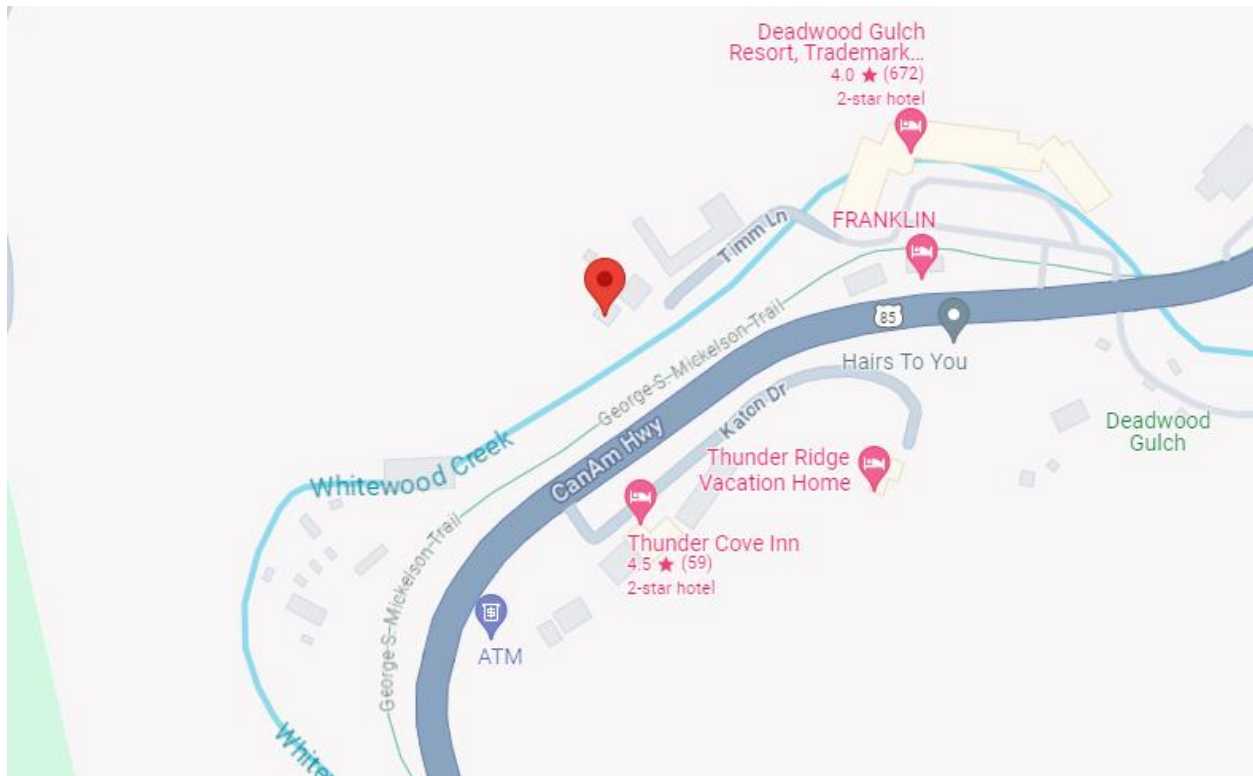 Deadwood Gulch
Resort, Trademark...
4.0 ★ (672)
2-star hotel
Timm Ln
FRANKLIN
85
Hairs To You
George S. Mickelson Trail
Katon Dr
Deadwood
Gulch
CanAm Hwy
Whitewood Creek
Thunder Ridge
Vacation Home
Thunder Cove Inn
4.5 ★ (59)
2-star hotel
George S. Mickelson Trail
$
ATM
White